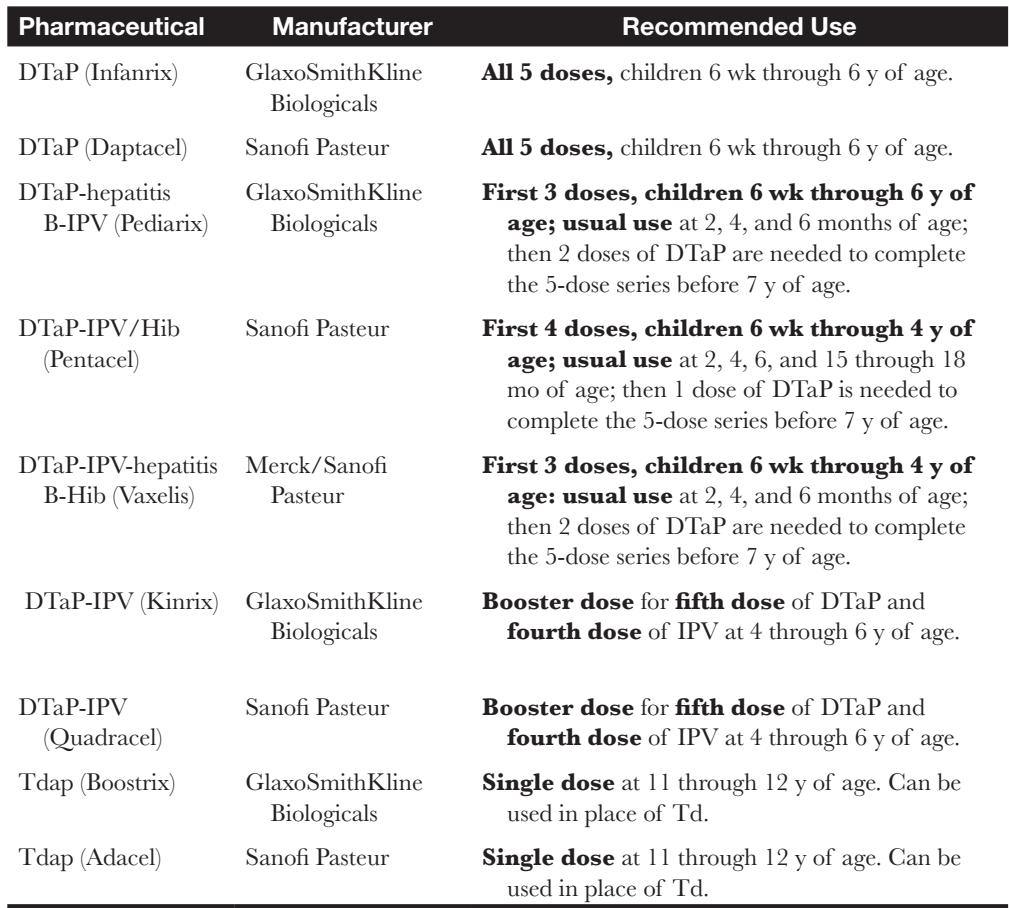 Pharmaceutical Manufacturer Recommended Use
DTaP (Infanrix) GlaxoSmithKline All 5 doses, children 6 wk through 6 y of age.
Biologicals
DTaP (Daptacel) Sanofi Pasteur All 5 doses, children 6 wk through 6 y of age.
DTaP-hepatitis GlaxoSmithKline First 3 doses, children 6 wk through 6 y of
B-IPV (Pediarix) Biologicals age; usual use at 2, 4, and 6 months of age;
then 2 doses of DTaP are needed to complete
the 5-dose series before 7 y of age.
DTaP-IPV/Hib Sanofi Pasteur First 4 doses, children 6 wk through 4 y of
(Pentacel) age; usual use at 2, 4, 6, and 15 through 18
mo of age; then 1 dose of DTaP is needed to
complete the 5-dose series before 7 y of age.
DTaP-IPV-hepatitis Merck/Sanofi First 3 doses, children 6 wk through 4 y of
B-Hib (Vaxelis) Pasteur age: usual use at 2, 4, and 6 months of age;
then 2 doses of DTaP are needed to complete
the 5-dose series before 7 y of age.
DTaP-IPV (Kinrix) GlaxoSmithKline Booster dose for fifth dose of DTaP and
Biologicals fourth dose of IPV at 4 through 6 y of age.
DTaP-IPV Sanofi Pasteur Booster dose for fifth dose of DTaP and
(Quadracel) fourth dose of IPV at 4 through 6 y of age.
Tdap (Boostrix) GlaxoSmithKline Single dose at 11 through 12 y of age. Can be
Biologicals used in place of Td.
Tdap (Adacel) Sanofi Pasteur Single dose at 11 through 12 y of age. Can be
used in place of Td.